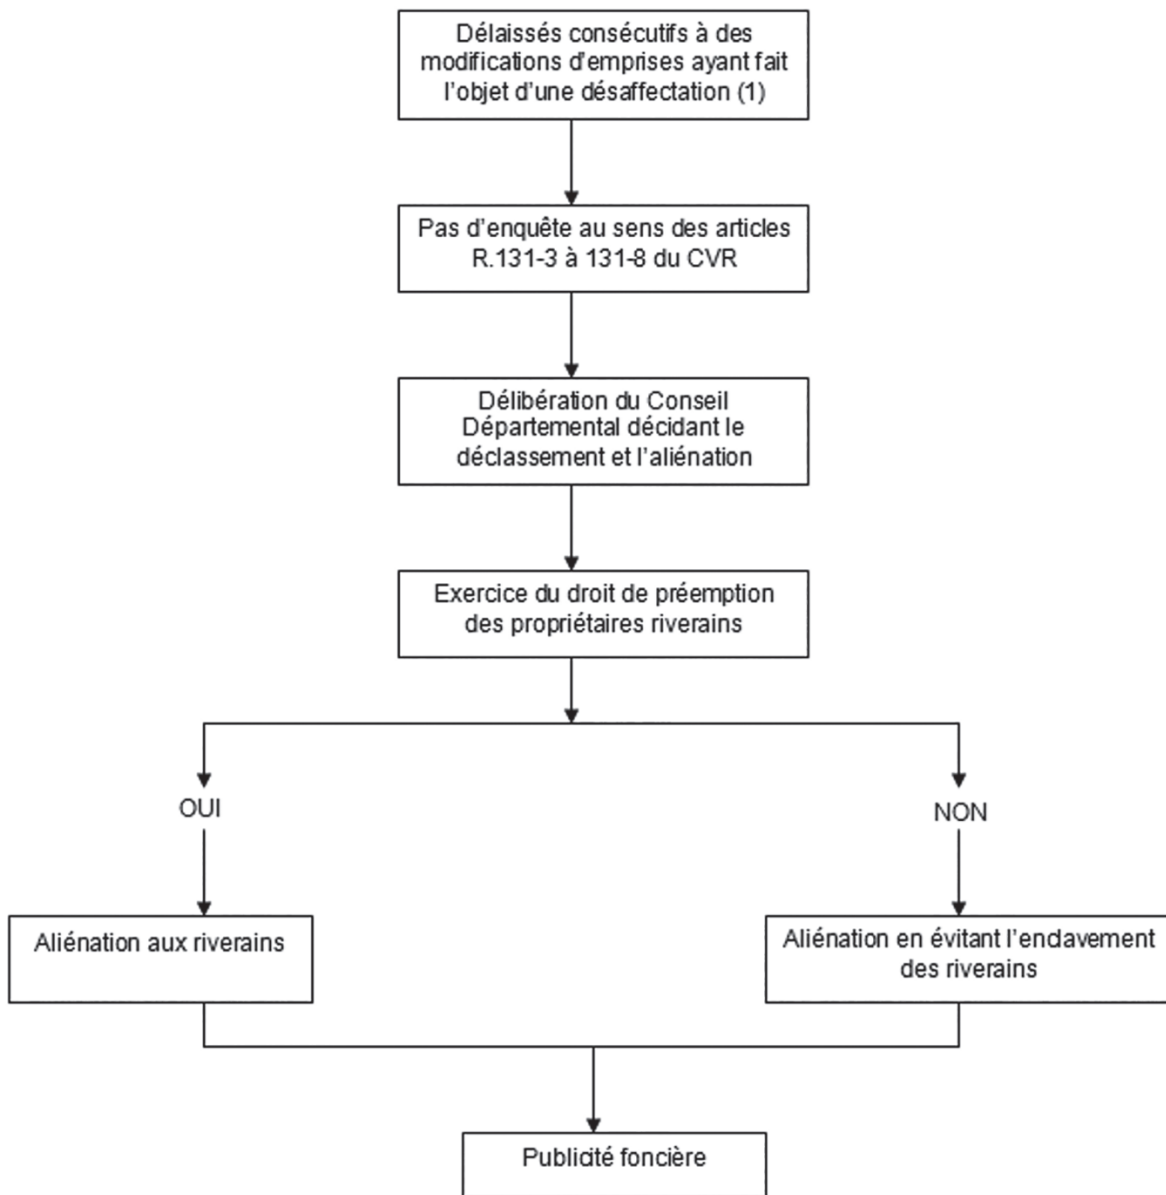 Délaissés consécutifs à des
modifications d'emprises ayant fait
l'objet d'une désaffectation (1)
Pas d'enquête au sens des articles
R.131-3 à 131-8 du CVR
Délibération du Conseil
Départemental décidant le
déclassement et l'aliénation
Exercice du droit de préemption
des propriétaires riverains
OUI
NON
Aliénation aux riverains
Aliénation en évitant l'enclavement
des riverains
Publicité foncière